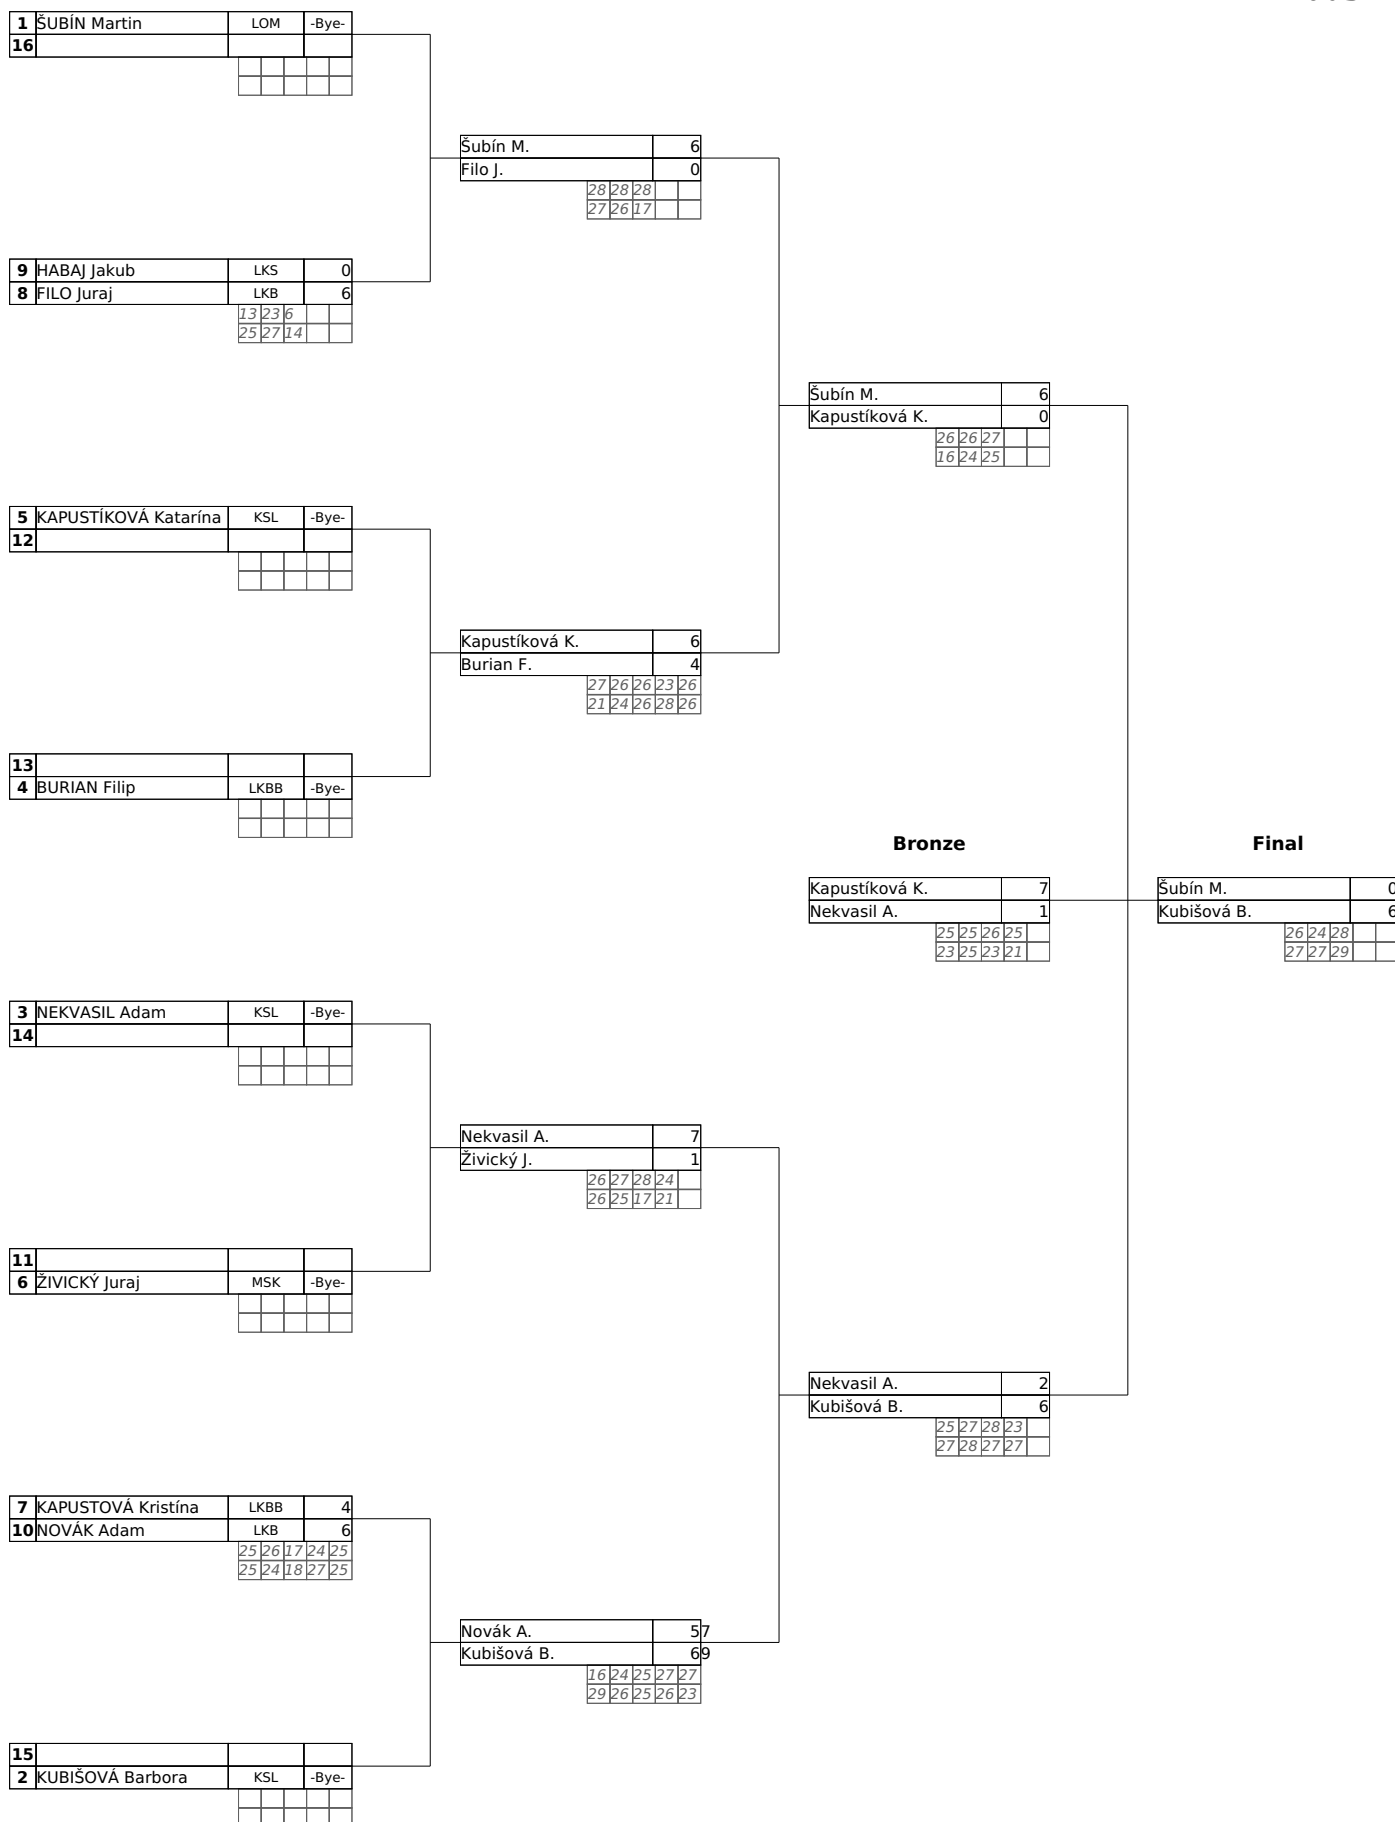 1 ŠUBÍN Martin LOM -Bye-
16
Šubín M. 6
Filo J. 0
28 28 28
27 26 17
9 HABAJ Jakub LKS 0
8 FILO Juraj LKB 6
13 23 6
25 27 14
Šubín M. 6
Kapustíková K. 0
26 26 27
16 24 25
5 KAPUSTÍKOVÁ Katarína KSL -Bye-
12
Kapustíková K. 6
Burian F. 4
27 26 26 23 26
21 24 26 28 26
13
4 BURIAN Filip LKBB -Bye-
Bronze Final
Kapustíková K. 7 Šubín M. 0
Nekvasil A. 1 Kubišová B. 6
25 25 26 25 26 24 28
23 25 23 21 27 27 29
3 NEKVASIL Adam KSL -Bye-
14
Nekvasil A. 7
Živický J. 1
26 27 28 24
26 25 17 21
11
6 ŽIVICKÝ Juraj MSK -Bye-
Nekvasil A. 2
Kubišová B. 6
25 27 28 23
27 28 27 27
7 KAPUSTOVÁ Kristína LKBB 4
10 NOVÁK Adam LKB 6
25 26 17 24 25
25 24 18 27 25
Novák A. 5 7
Kubišová B. 6 9
16 24 25 27 27
29 26 25 26 23
15
2 KUBIŠOVÁ Barbora KSL -Bye-